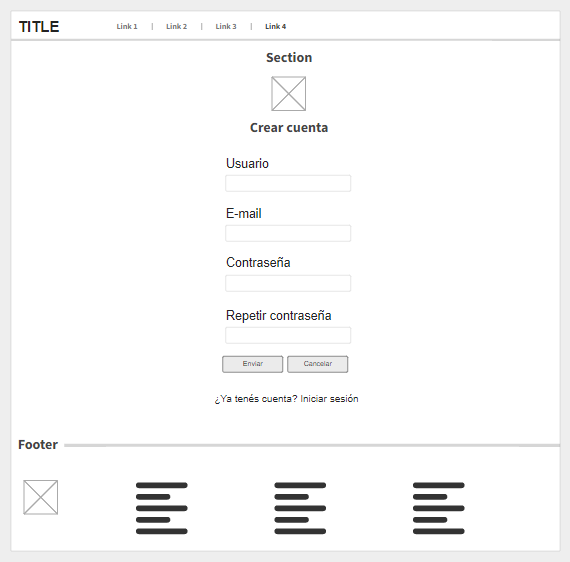 TITLE Link 1 | Link 2 | Link 3 | Link 4
Section
Crear cuenta
Usuario
E-mail
Contraseña
Repetir contraseña
Enviar Cancelar
¿Ya tenés cuenta? Iniciar sesión
Footer